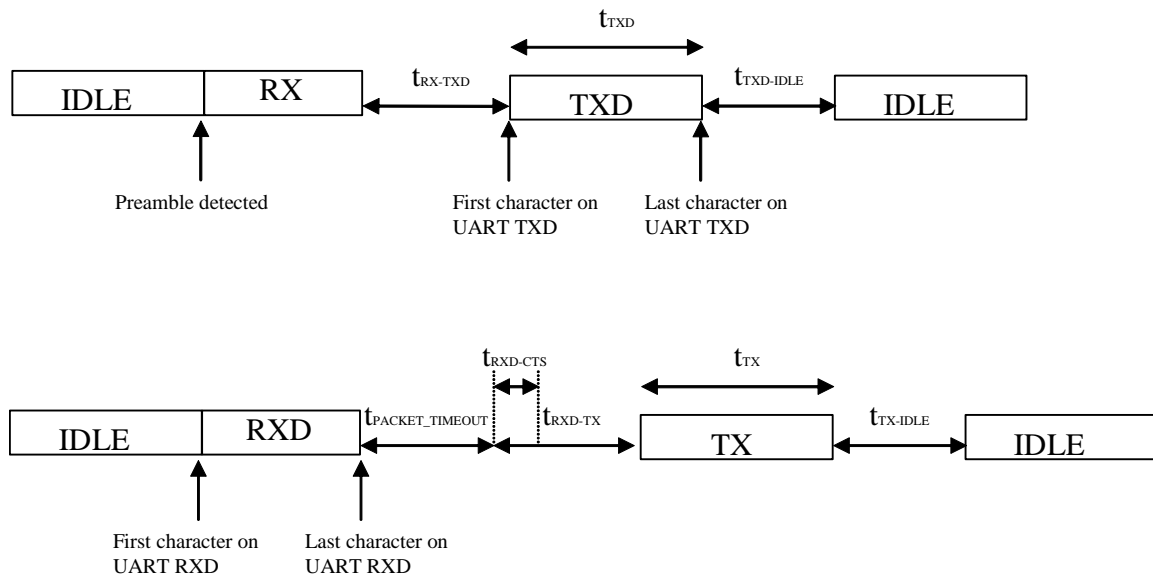 tTXD
IDLE
RX
tRX-TXD
TXD
tTXD-IDLE
IDLE
Preamble detected
First character on
UART TXD
Last character on
UART TXD
tRXD-CTS
tTX
IDLE
RXD
tPACKET_TIMEOUT
tRXD-TX
TX
tTX-IDLE
IDLE
First character on
UART RXD
Last character on
UART RXD